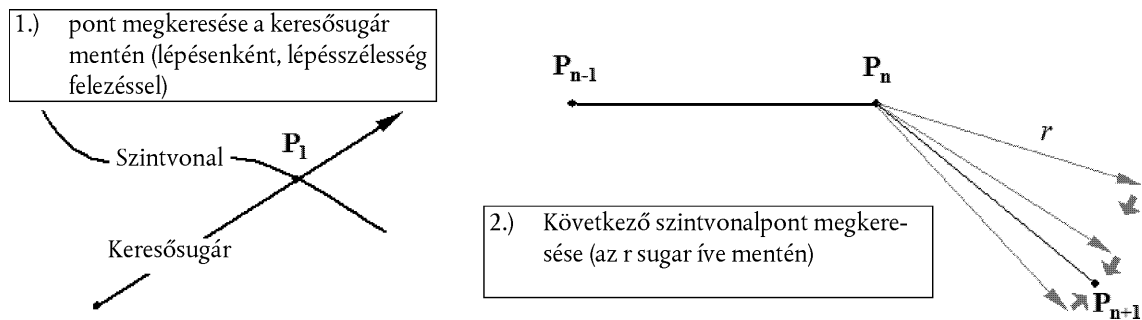 1.) pont megkeresése a keresősugár
mentén (lépésenként, lépésszélesség
felezéssel)
Szintvonal
P1
Keresősugár
Pn-1
Pn
r
2.) Következő szintvonalpont megkere-
sése (az r sugar íve mentén)
Pn+1